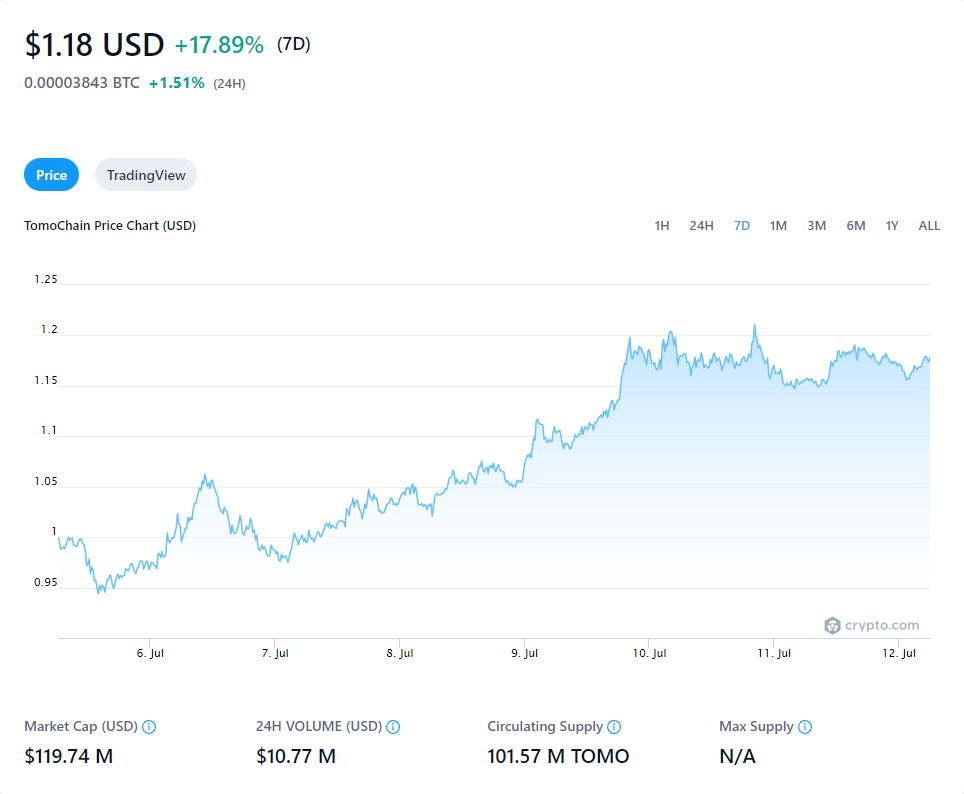 $1.18 USD +17.89% (7D)
0.00003843 BTC +1.51% (24H)
Price TradingView
TomoChain Price Chart (USD) 1H 24H 7D 1M 3M 6M 1Y ALL
1.25
1.2
1.15
1.1
1.05
1
0.95
crypto.com
6. Jul 7. Jul 8. Jul 9. Jul 10. Jul 11. Jul 12. Jul
Market Cap (USD) 24H VOLUME (USD) Circulating Supply Max Supply
$119.74 M $10.77 M 101.57 M TOMO N/A